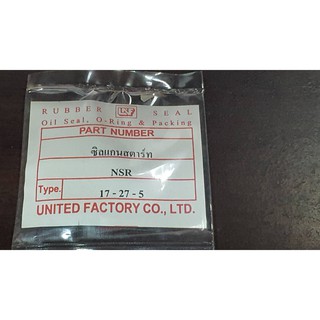 RUBBER SEAL
Oil Seal, O-Ring & Packing
PART NUMBER
ซิลแกนสตาร์ท
NSR
Type. 17 - 27 - 5
UNITED FACTORY CO., LTD.